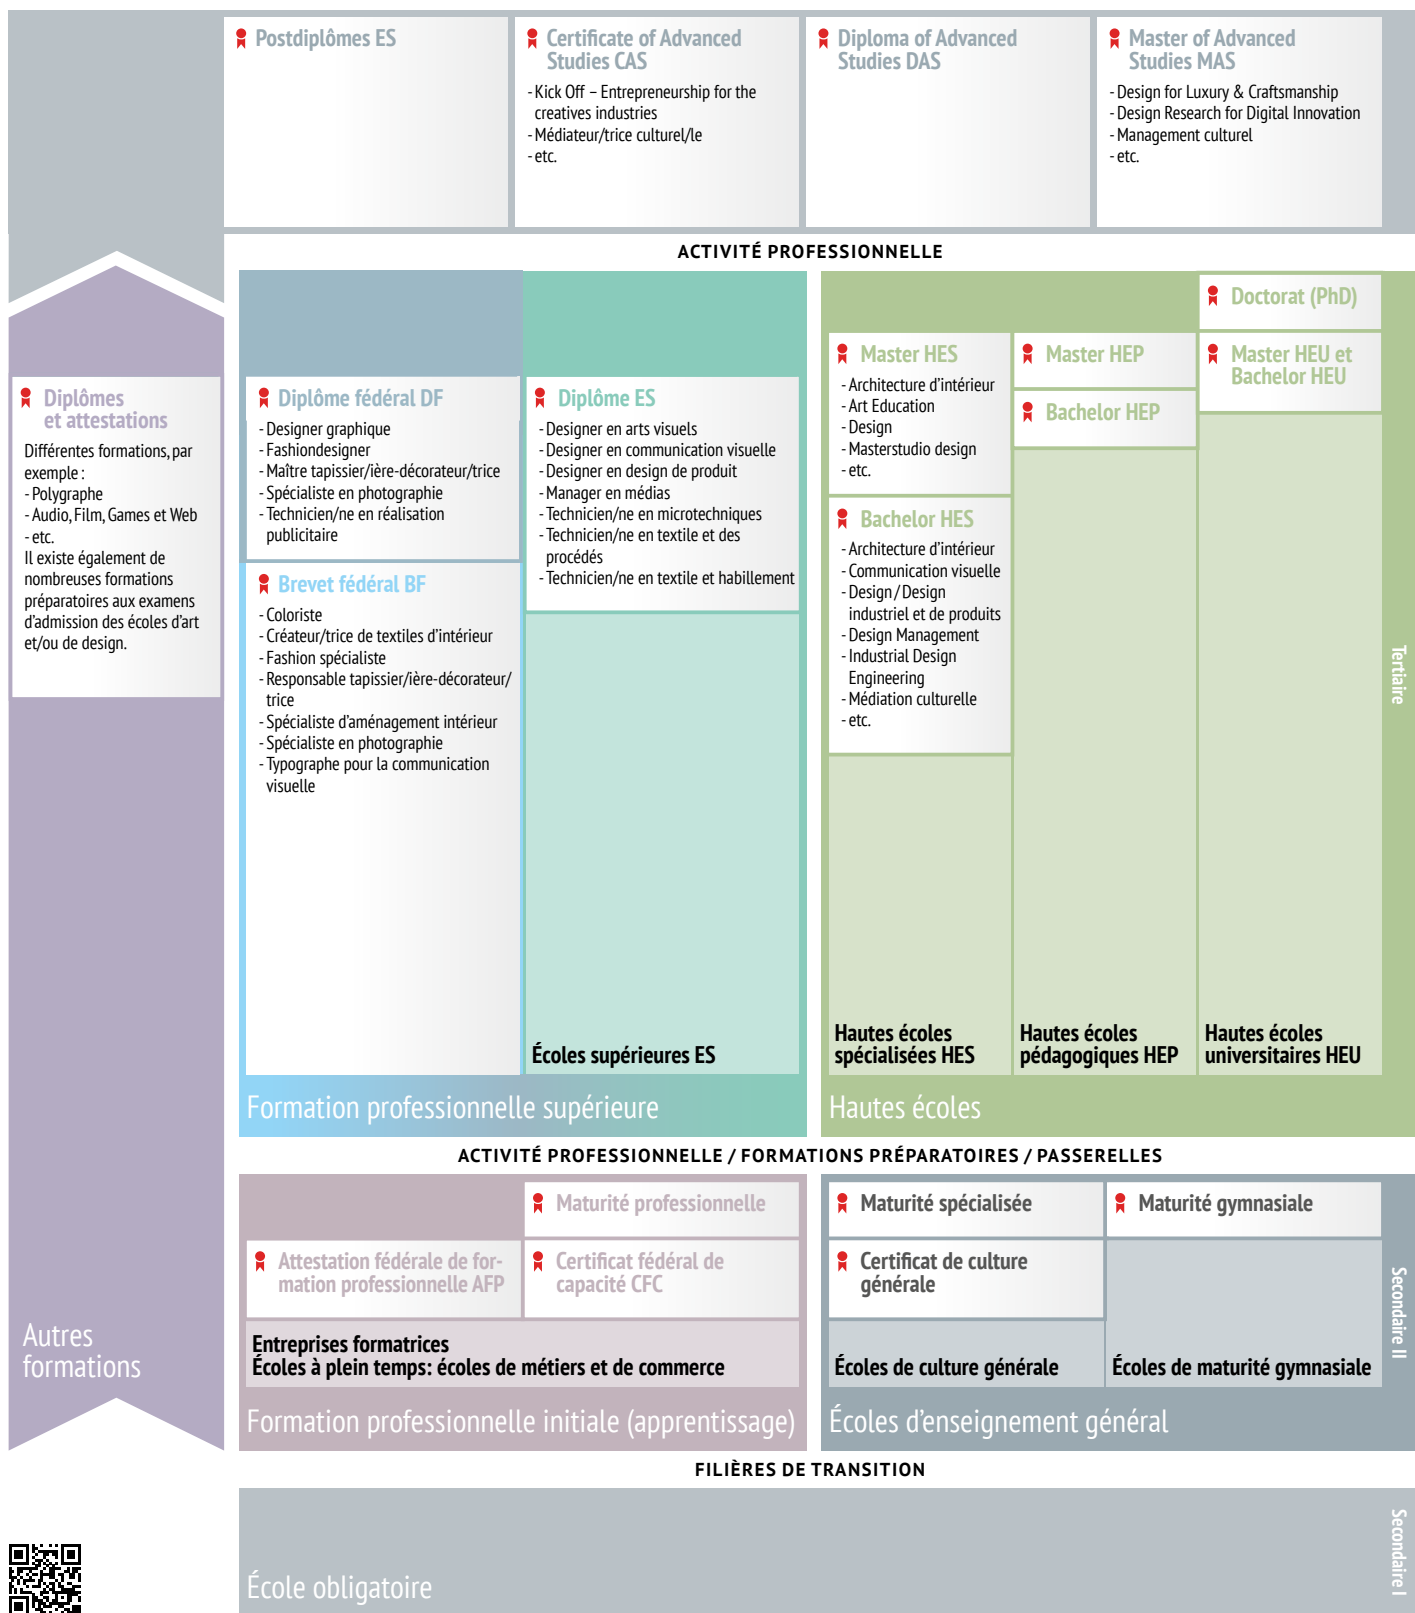 Postdiplômes ES
Certificate of Advanced
Studies CAS
- Kick Off – Entrepreneurship for the
creatives industries
- Médiateur/trice culturel/le
- etc.
Diploma of Advanced
Studies DAS
Master of Advanced
Studies MAS
- Design for Luxury & Craftsmanship
- Design Research for Digital Innovation
- Management culturel
- etc.
ACTIVITÉ PROFESSIONNELLE
Diplômes
et attestations
Différentes formations, par
exemple :
- Polygraphe
- Audio, Film, Games et Web
- etc.
Il existe également de
nombreuses formations
préparatoires aux examens
d'admission des écoles d'art
et/ou de design.
Autres
formations
Diplôme fédéral DF
- Designer graphique
- Fashiondesigner
- Maître tapissier/ière-décorateur/trice
- Spécialiste en photographie
- Technicien/ne en réalisation
publicitaire
Brevet fédéral BF
- Coloriste
- Créateur/trice de textiles d'intérieur
- Fashion spécialiste
- Responsable tapissier/ière-décorateur/
trice
- Spécialiste d'aménagement intérieur
- Spécialiste en photographie
- Typographe pour la communication
visuelle
Diplôme ES
- Designer en arts visuels
- Designer en communication visuelle
- Designer en design de produit
- Manager en médias
- Technicien/ne en microtechniques
- Technicien/ne en textile et des
procédés
- Technicien/ne en textile et habillement
Écoles supérieures ES
Formation professionnelle supérieure
Master HES
- Architecture d'intérieur
- Art Education
- Design
- Masterstudio design
- etc.
Bachelor HES
- Architecture d'intérieur
- Communication visuelle
- Design / Design
industriel et de produits
- Design Management
- Industrial Design
Engineering
- Médiation culturelle
- etc.
Hautes écoles
spécialisées HES
Master HEP
Bachelor HEP
Hautes écoles
pédagogiques HEP
Doctorat (PhD)
Master HEU et
Bachelor HEU
Hautes écoles
universitaires HEU
Hautes écoles
Tertiaire
ACTIVITÉ PROFESSIONNELLE / FORMATIONS PRÉPARATOIRES / PASSERELLES
Maturité professionnelle
Attestation fédérale de for-
mation professionnelle AFP
Certificat fédéral de
capacité CFC
Entreprises formatrices
Écoles à plein temps: écoles de métiers et de commerce
Formation professionnelle initiale (apprentissage)
Maturité spécialisée
Certificat de culture
générale
Écoles de culture générale
Maturité gymnasiale
Écoles de maturité gymnasiale
Écoles d'enseignement général
Secondaire II
FILIÈRES DE TRANSITION
École obligatoire
Secondaire I